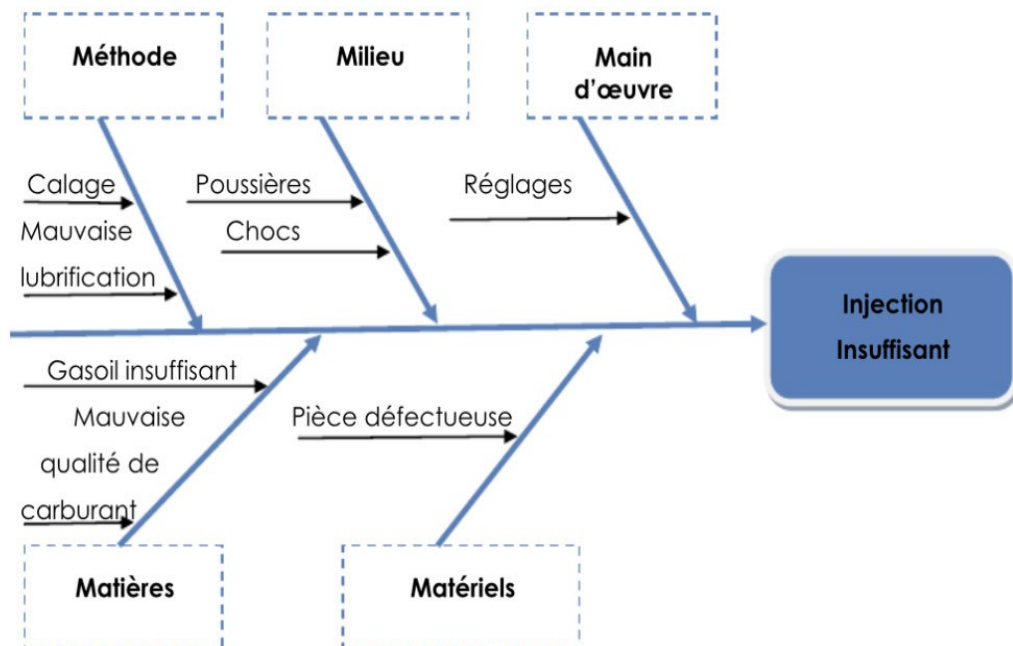 Méthode
Milieu
Main
d'œuvre
Calage
Mauvaise
lubrification
Poussières
Chocs
Réglages
Injection
Insuffisant
Gasoil insuffisant
Mauvaise
qualité de
carburant
Pièce défectueuse
Matières
Matériels